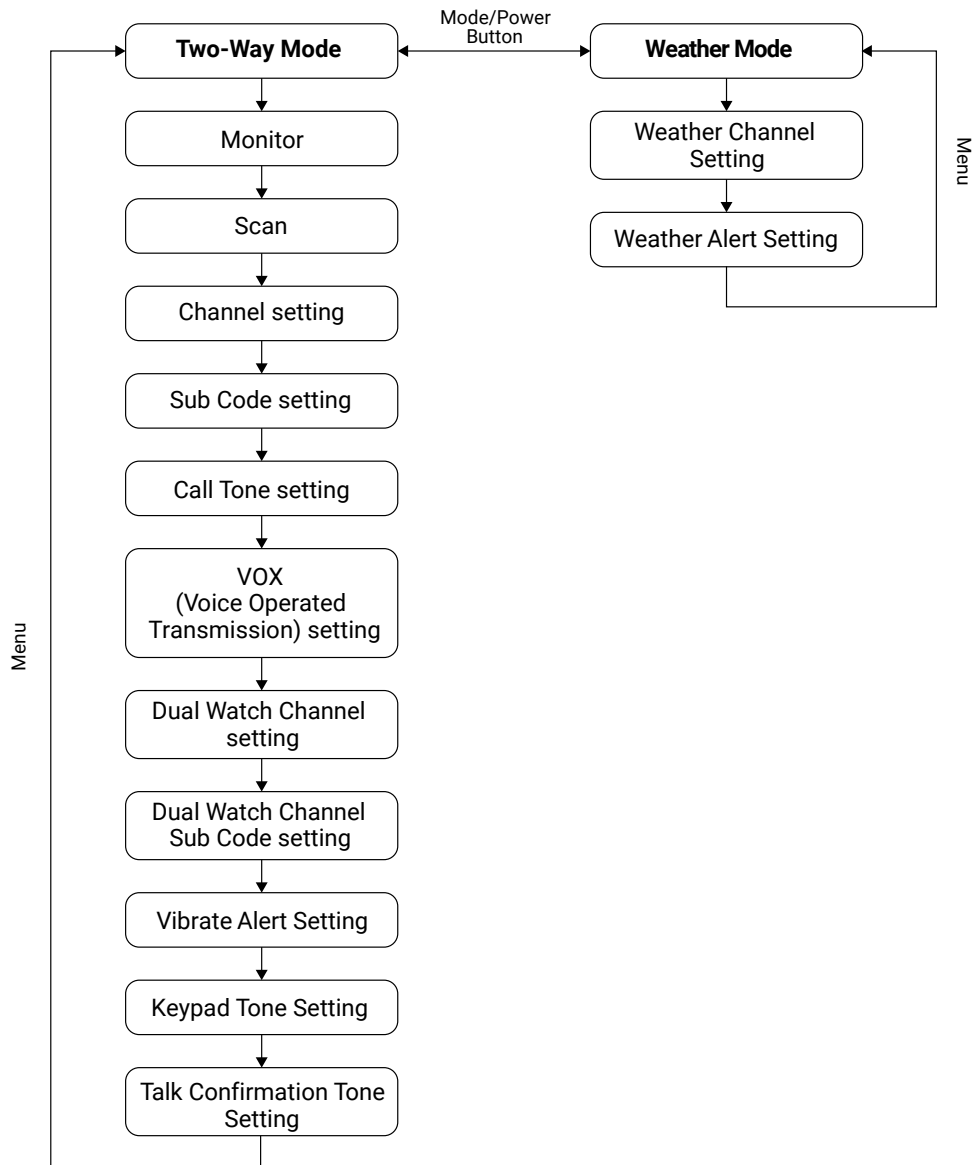 Mode/Power
Button
Two-Way Mode
Weather Mode
Monitor
Weather Channel
Setting
Menu
Scan
Weather Alert Setting
Channel setting
Sub Code setting
Call Tone setting
VOX
(Voice Operated
Transmission) setting
Menu
Dual Watch Channel
setting
Dual Watch Channel
Sub Code setting
Vibrate Alert Setting
Keypad Tone Setting
Talk Confirmation Tone
Setting